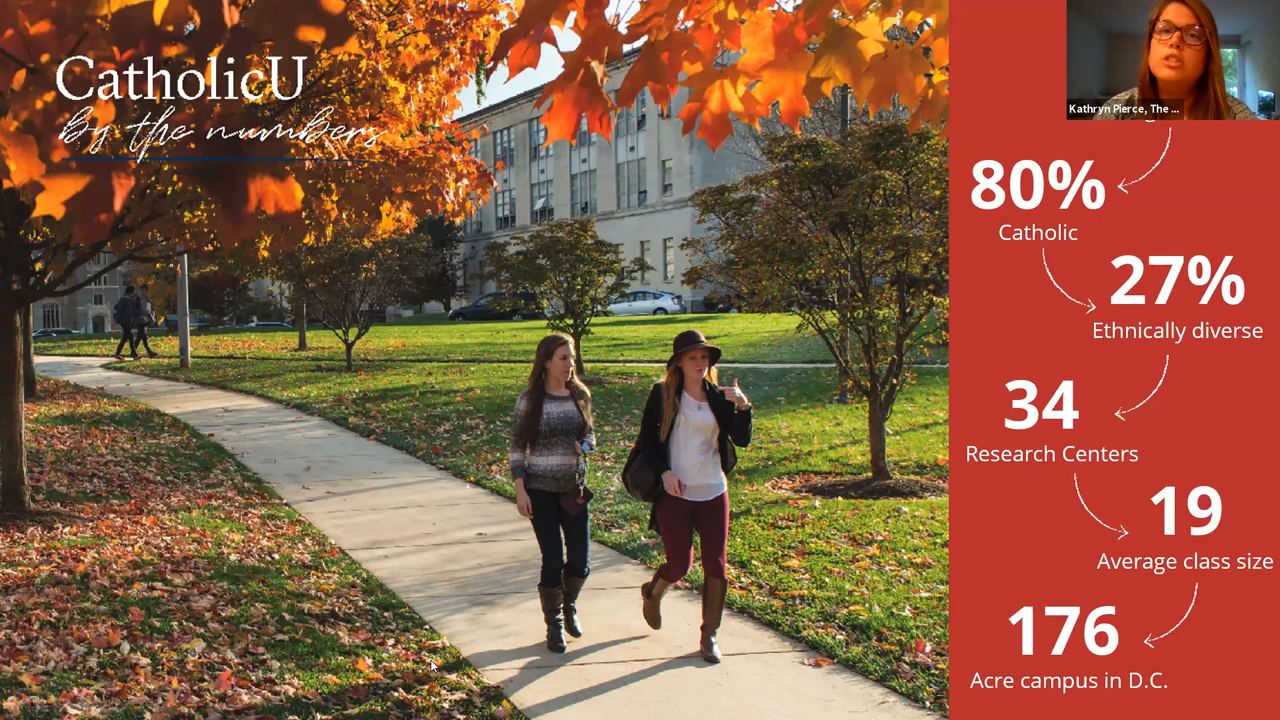 CatholicU
by the numbers
Kathryn Pierce, The ...
80%
Catholic
27%
Ethnically diverse
34
Research Centers
19
Average class size
176
Acre campus in D.C.